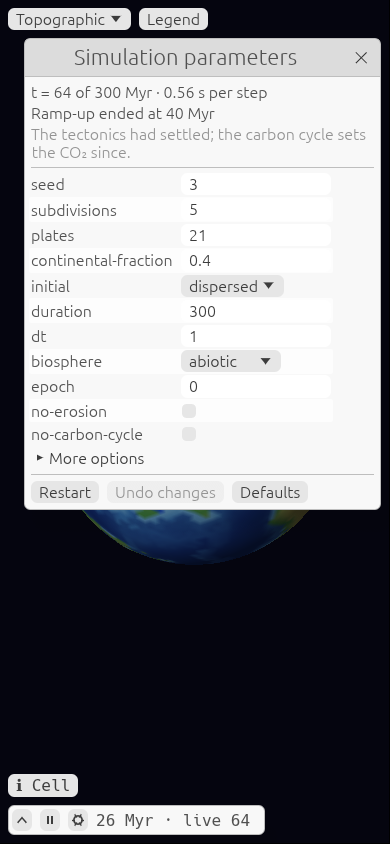 Topographic Legend
Simulation parameters
t = 64 of 300 Myr · 0.56 s per step
Ramp-up ended at 40 Myr
The tectonics had settled; the carbon cycle sets
the CO₂ since.
seed 3
subdivisions 5
plates 21
continental-fraction 0.4
initial dispersed
duration 300
dt 1
biosphere abiotic
epoch 0
no-erosion
no-carbon-cycle
More options
Restart Undo changes Defaults
i Cell
26 Myr · live 64